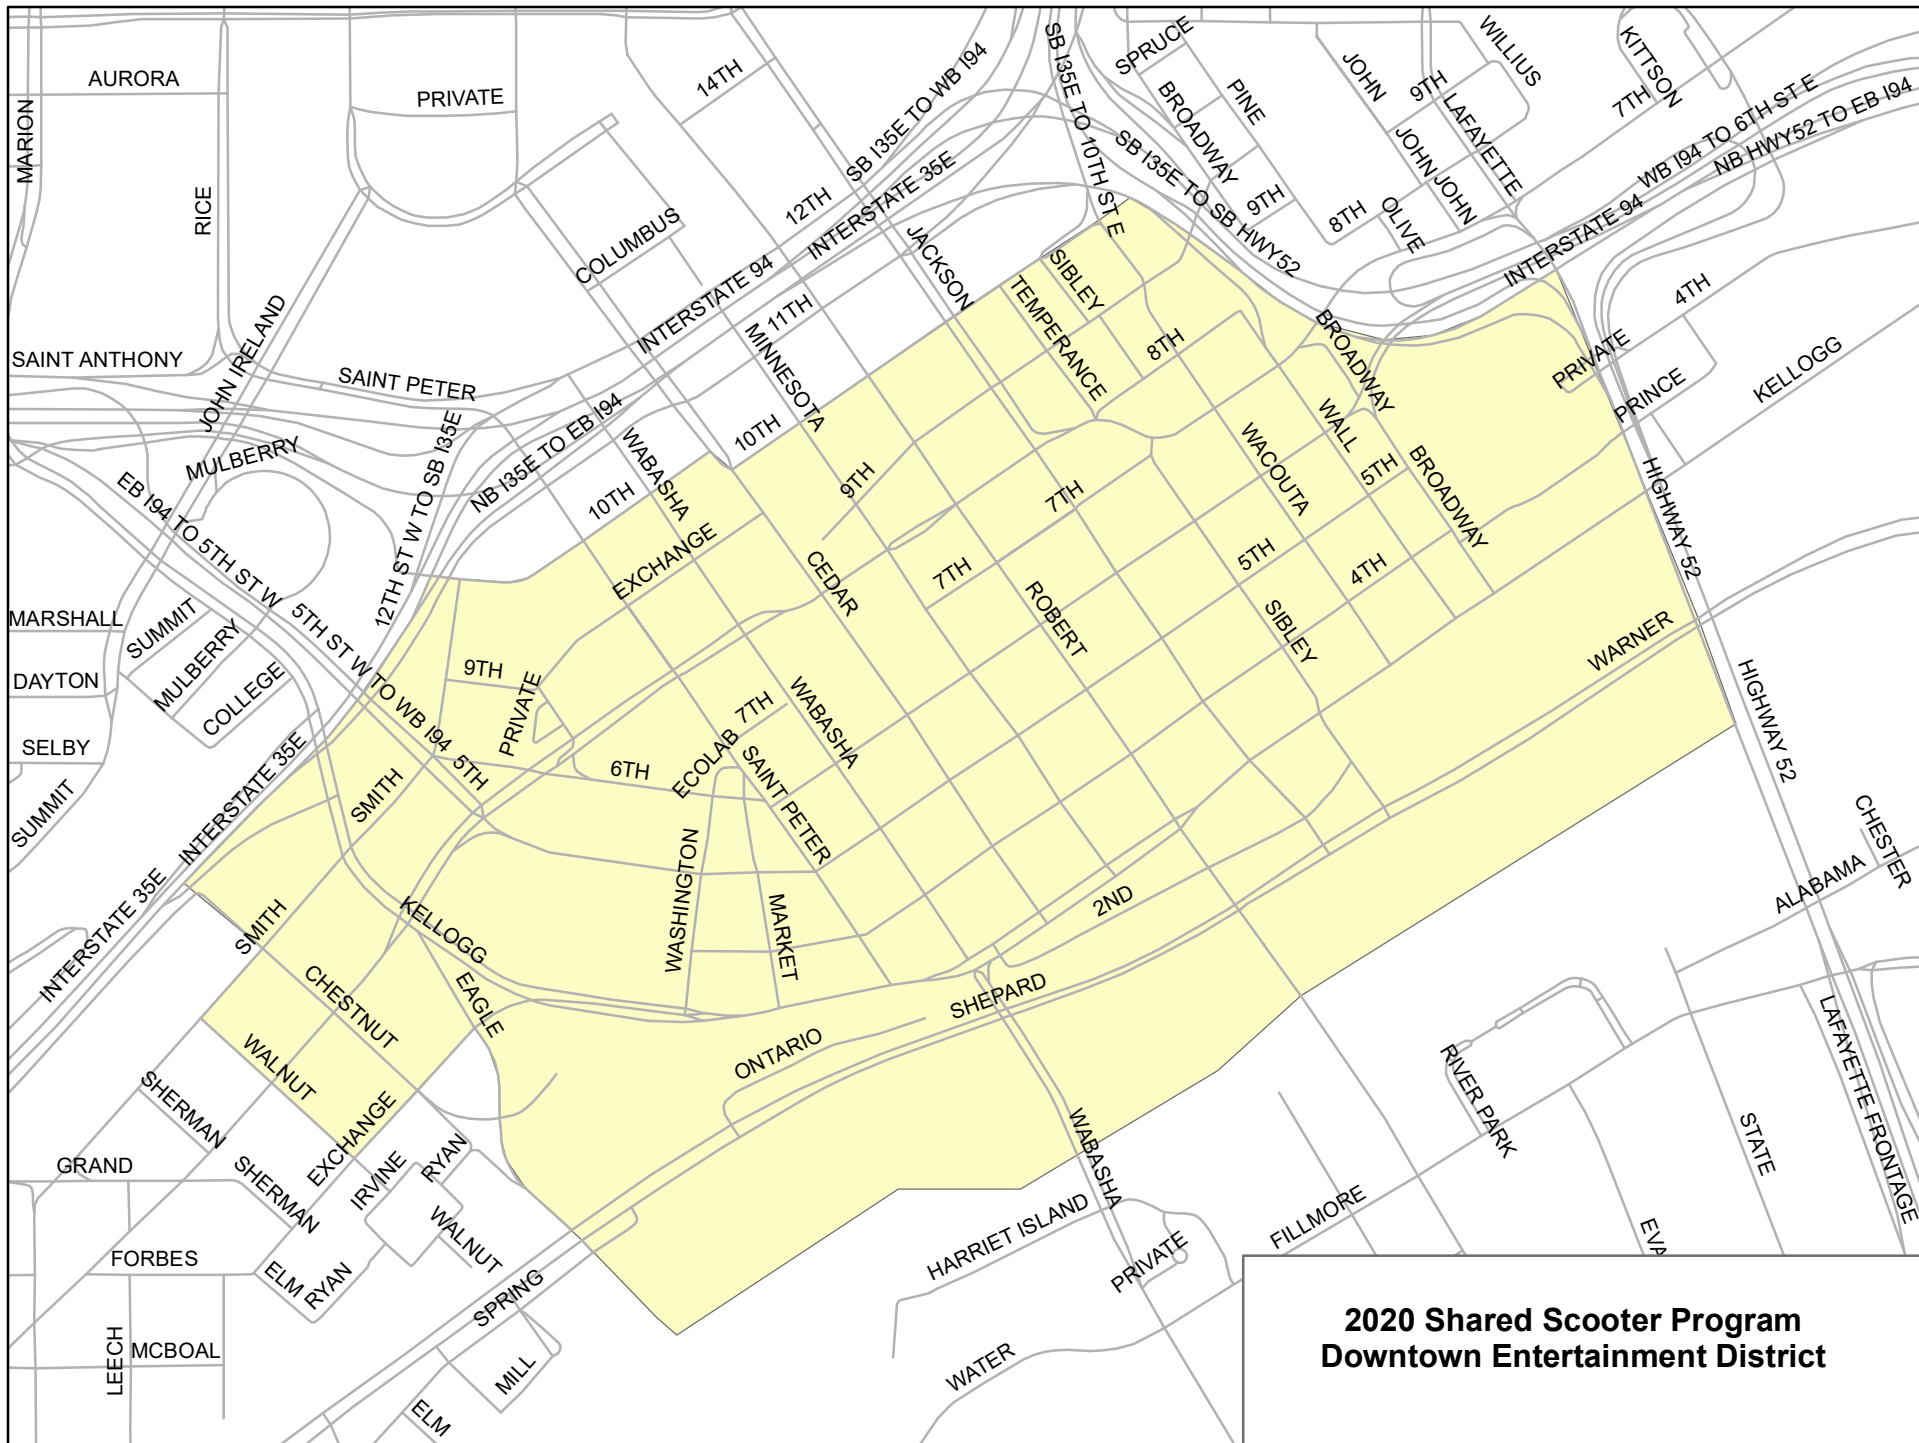 AURORA
PRIVATE
14TH
SB I35E TO WB I94
SB I35E TO 10TH ST E
SPRUCE
BROADWAY
PINE
JOHN
9TH
WILLIUS
LAFAYETTE
KITTSON
7TH
WB I94 TO 6TH ST E
NB HWY52 TO EB I94
MARION
RICE
COLUMBUS
12TH
INTERSTATE 35E
SB I35E TO SB HWY52
9TH
8TH
JOHN
JOHN
OLIVE
INTERSTATE 94
JACKSON
INTERSTATE 94
11TH
MINNESOTA
SIBLEY
TEMPERANCE
8TH
BROADWAY
4TH
PRIVATE
PRINCE
KELLOGG
SAINT ANTHONY
JOHN IRELAND
SAINT PETER
MULBERRY
12TH ST W TO SB I35E
NB I35E TO EB I94
WABASHA
10TH
10TH
9TH
7TH
WACOUTA
WALL
5TH
BROADWAY
HIGHWAY 52
EB I94 TO 5TH ST W
EXCHANGE
CEDAR
7TH
ROBERT
5TH
4TH
SIBLEY
WARNER
MARSHALL
SUMMIT
MULBERRY
DAYTON
COLLEGE
5TH ST W TO WB I94
9TH
PRIVATE
7TH
WABASHA
HIGHWAY 52
HIGHWAY 52
SELBY
SUMMIT
INTERSTATE 35E
SMITH
5TH
6TH
ECOLAB
SAINT PETER
CHESTER
ALABAMA
INTERSTATE 35E
SMITH
KELLOGG
WASHINGTON
MARKET
2ND
CHESTNUT
EAGLE
SHEPARD
ONTARIO
WALNUT
SHERMAN
EXCHANGE
RYAN
WABASHA
RIVER PARK
STATE
LAFAYETTE FRONTAGE
GRAND
SHERMAN
IRVINE
WALNUT
HARRIET ISLAND
PRIVATE
FILLMORE
EVA
FORBES
ELM
RYAN
SPRING
LEECH
MCBOAL
MILL
ELM
WATER
2020 Shared Scooter Program
Downtown Entertainment District